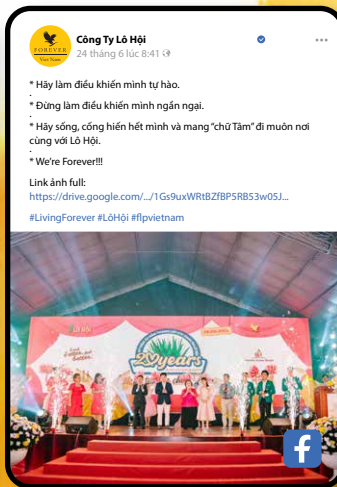 FOREVER
Viet Nam
Công Ty Lô Hội
24 tháng 6 lúc 8:41
* Hãy làm điều khiến mình tự hào.
.
* Đừng làm điều khiến mình ngần ngại.
.
* Hãy sống, cống hiến hết mình và mang “chữ Tâm” đi muôn nơi
cùng với Lô Hội.
.
* We’re Forever!!!
Link ảnh full:
https://drive.google.com/.../1Gs9uxWRtBZfBP5RB53w05J...
#LivingForever #LôHội #flpvietnam
LÔ HỘI
20 years
f